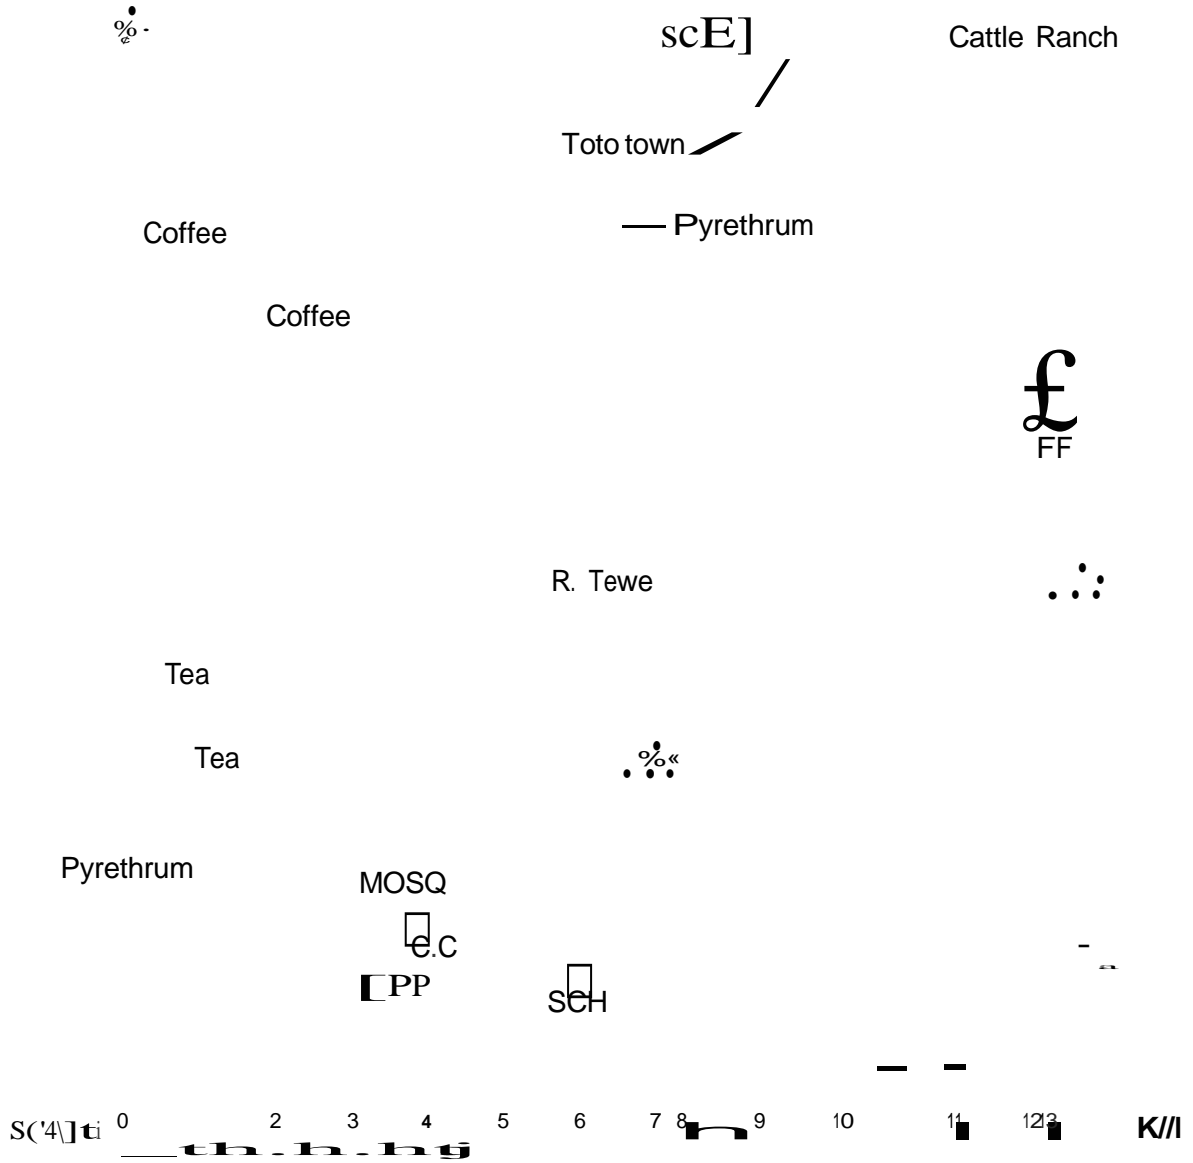 scE] Cattle Ranch
Toto town
Pyrethrum
Coffee
Coffee
£
FF
R. Tewe
Tea
Tea
Pyrethrum
MOSQ
C.C
PP
SCH
0 2 3 4 5 6 7 8 9 10 11 12 13